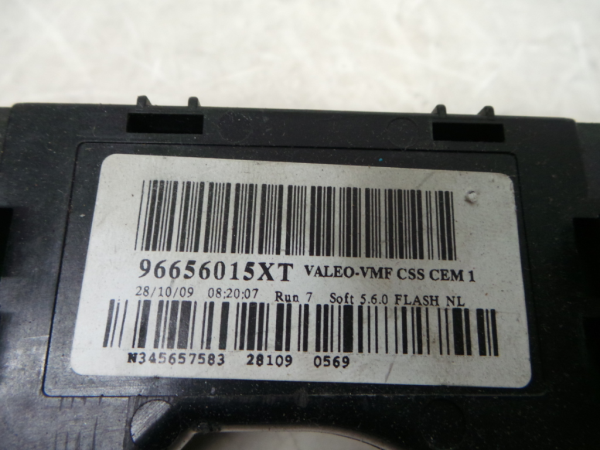 96656015XT VALEO-VMF CSS CEM 1
28/10/09 08:20:07 Run 7 Soft 5.6.0 FLASH NL
N345657583 28109 0569